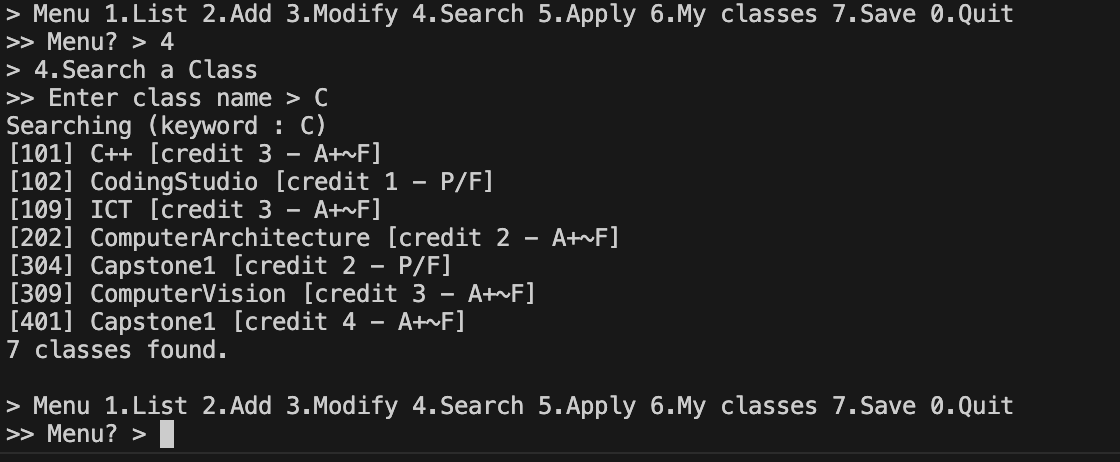 > Menu 1.List 2.Add 3.Modify 4.Search 5.Apply 6.My classes 7.Save 0.Quit
>> Menu? > 4
> 4.Search a Class
>> Enter class name > C
Searching (keyword : C)
[101] C++ [credit 3 - A+~F]
[102] CodingStudio [credit 1 - P/F]
[109] ICT [credit 3 - A+~F]
[202] ComputerArchitecture [credit 2 - A+~F]
[304] Capstone1 [credit 2 - P/F]
[309] ComputerVision [credit 3 - A+~F]
[401] Capstone1 [credit 4 - A+~F]
7 classes found.

> Menu 1.List 2.Add 3.Modify 4.Search 5.Apply 6.My classes 7.Save 0.Quit
>> Menu? >